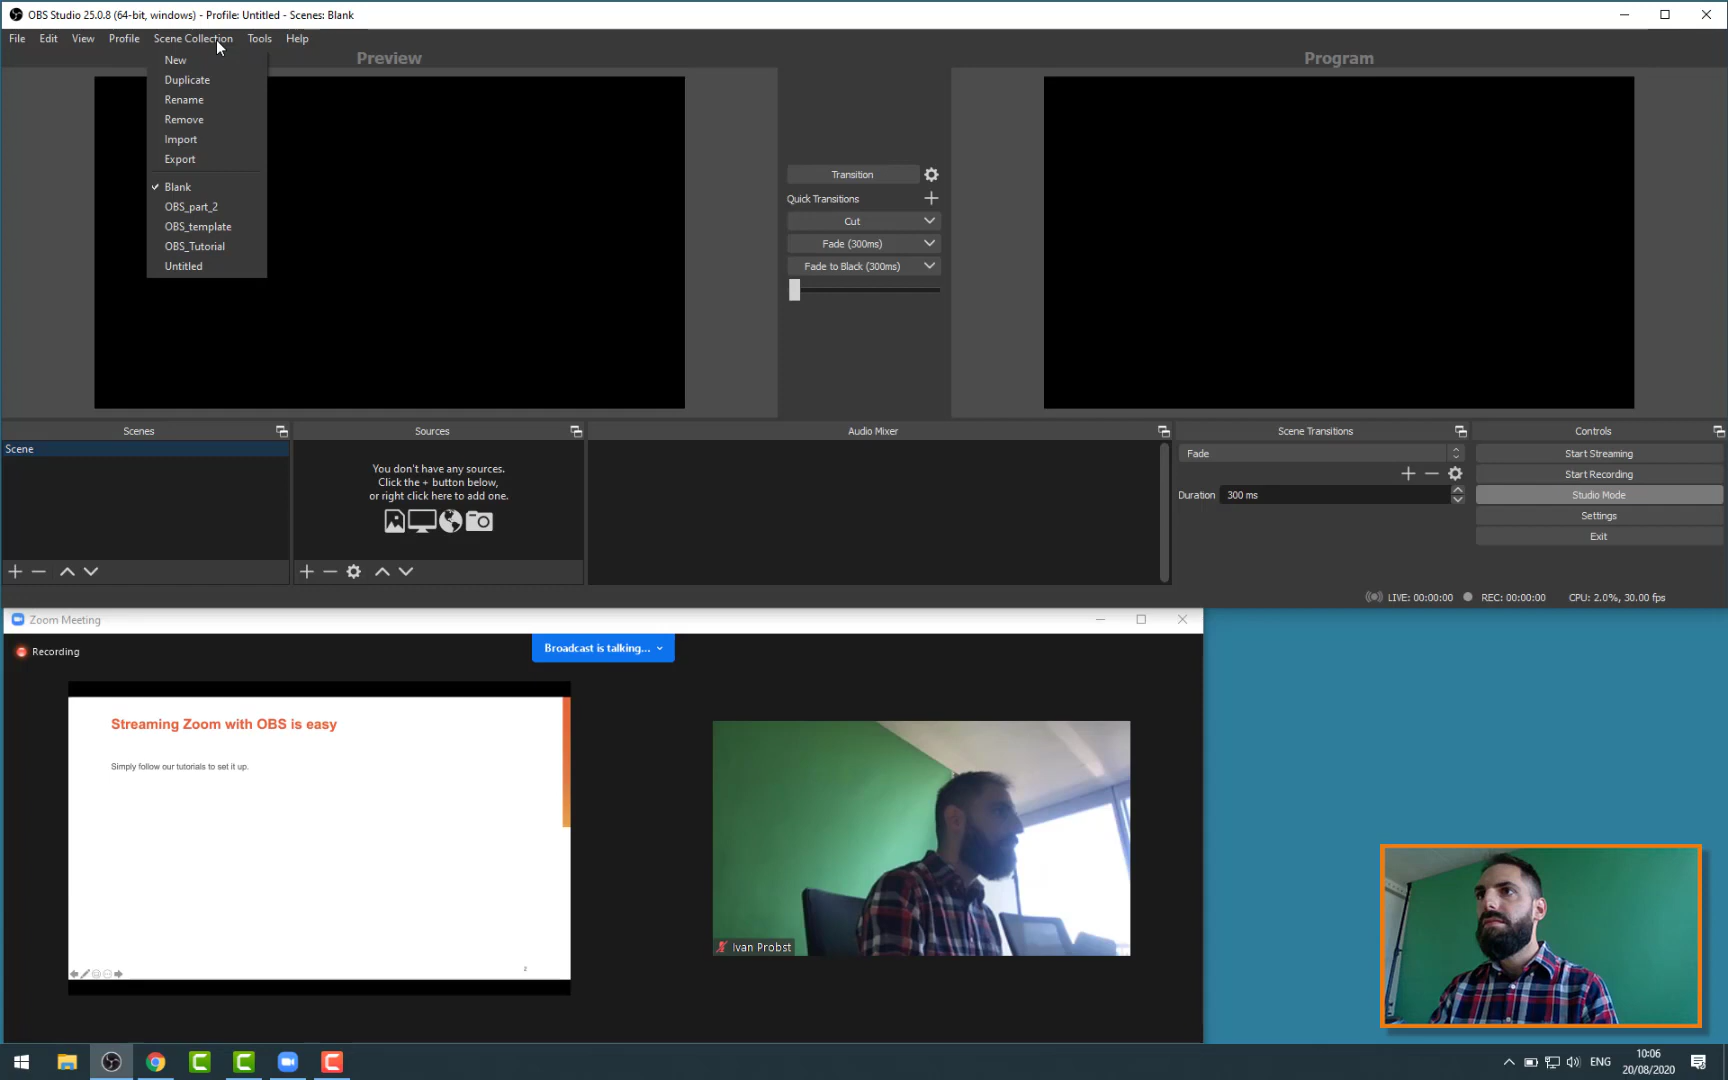 OBS Studio 25.0.8 (64-bit, windows) - Profile: Untitled - Scenes: Blank
File Edit View Profile Scene Collection Tools Help
New
Duplicate
Rename
Remove
Import
Export
Blank
OBS_part_2
OBS_template
OBS_Tutorial
Untitled
Preview
Program
Transition
Quick Transitions
Cut
Fade (300ms)
Fade to Black (300ms)
Scenes
Scene
Sources
You don't have any sources.
Click the + button below,
or right click here to add one.
Audio Mixer
Scene Transitions
Fade
Duration 300 ms
Controls
Start Streaming
Start Recording
Studio Mode
Settings
Exit
LIVE: 00:00:00 REC: 00:00:00 CPU: 2.0%, 30.00 fps
Zoom Meeting
Recording
Broadcast is talking...
Streaming Zoom with OBS is easy
Simply follow our tutorials to set it up.
2
Ivan Probst
ENG
10:06
20/08/2020